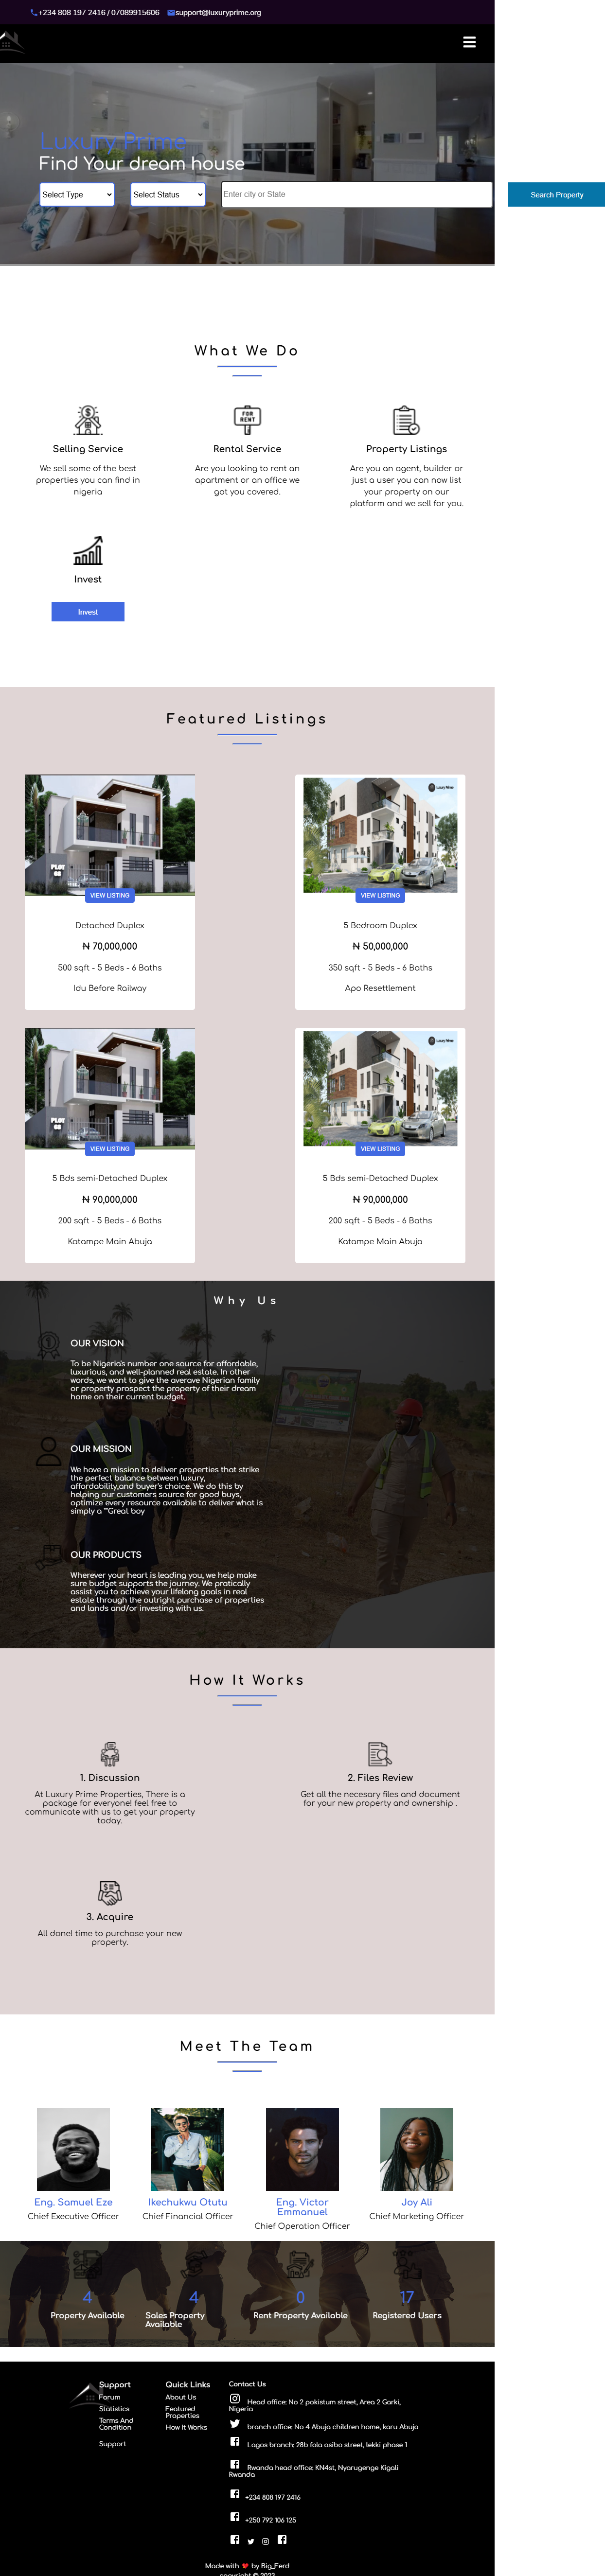 +234 808 197 2416 / 07089915606 support@luxuryprime.org
Luxury Prime
Find Your dream house
Select Type Select Status Enter city or State Search Property
What We Do
Selling Service
We sell some of the best
properties you can find in
nigeria
Rental Service
Are you looking to rent an
apartment or an office we
got you covered.
Property Listings
Are you an agent, builder or
just a user you can now list
your property on our
platform and we sell for you.
Invest
Invest
Featured Listings
PLOT
VIEW LISTING
Detached Duplex
₦ 70,000,000
500 sqft - 5 Beds - 6 Baths
Idu Before Railway
Luxury Prime
VIEW LISTING
5 Bedroom Duplex
₦ 50,000,000
350 sqft - 5 Beds - 6 Baths
Apo Resettlement
PLOT
VIEW LISTING
5 Bds semi-Detached Duplex
₦ 90,000,000
200 sqft - 5 Beds - 6 Baths
Katampe Main Abuja
Luxury Prime
VIEW LISTING
5 Bds semi-Detached Duplex
₦ 90,000,000
200 sqft - 5 Beds - 6 Baths
Katampe Main Abuja
Why Us
OUR VISION
To be Nigeria's number one source for affordable,
luxurious, and well-planned real estate. In other
words, we want to give the averave Nigerian family
or property prospect the property of their dream
home on their current budget.
OUR MISSION
We have a mission to deliver properties that strike
the perfect balance between luxury,
affordability,and buyer's choice. We do this by
helping our customers source for good buys,
optimize every resource available to deliver what is
simply a ""Great boy
OUR PRODUCTS
Wherever your heart is leading you, we help make
sure budget supports the journey. We pratically
assist you to achieve your lifelong goals in real
estate through the outright purchase of properties
and lands and/or investing with us.
How It Works
1. Discussion
At Luxury Prime Properties, There is a
package for everyone! feel free to
communicate with us to get your property
today.
2. Files Review
Get all the necesary files and document
for your new property and ownership .
3. Acquire
All done! time to purchase your new
property.
Meet The Team
Eng. Samuel Eze
Chief Executive Officer
Ikechukwu Otutu
Chief Financial Officer
Eng. Victor
Emmanuel
Chief Operation Officer
Joy Ali
Chief Marketing Officer
4
Property Available
4
Sales Property
Available
0
Rent Property Available
17
Registered Users
Support
Forum
Statistics
Terms And
Condition
Support
Quick Links
About Us
Featured
Properties
How It Works
Contact Us
Head office: No 2 pokistum street, Area 2 Garki,
Nigeria
branch office: No 4 Abuja children home, karu Abuja
Lagos branch: 28b fola osibo street, lekki phase 1
Rwanda head office: KN4st, Nyarugenge Kigali
Rwanda
+234 808 197 2416
+250 792 106 125
Made with ❤ by Big_Ferd
copyright © 2022